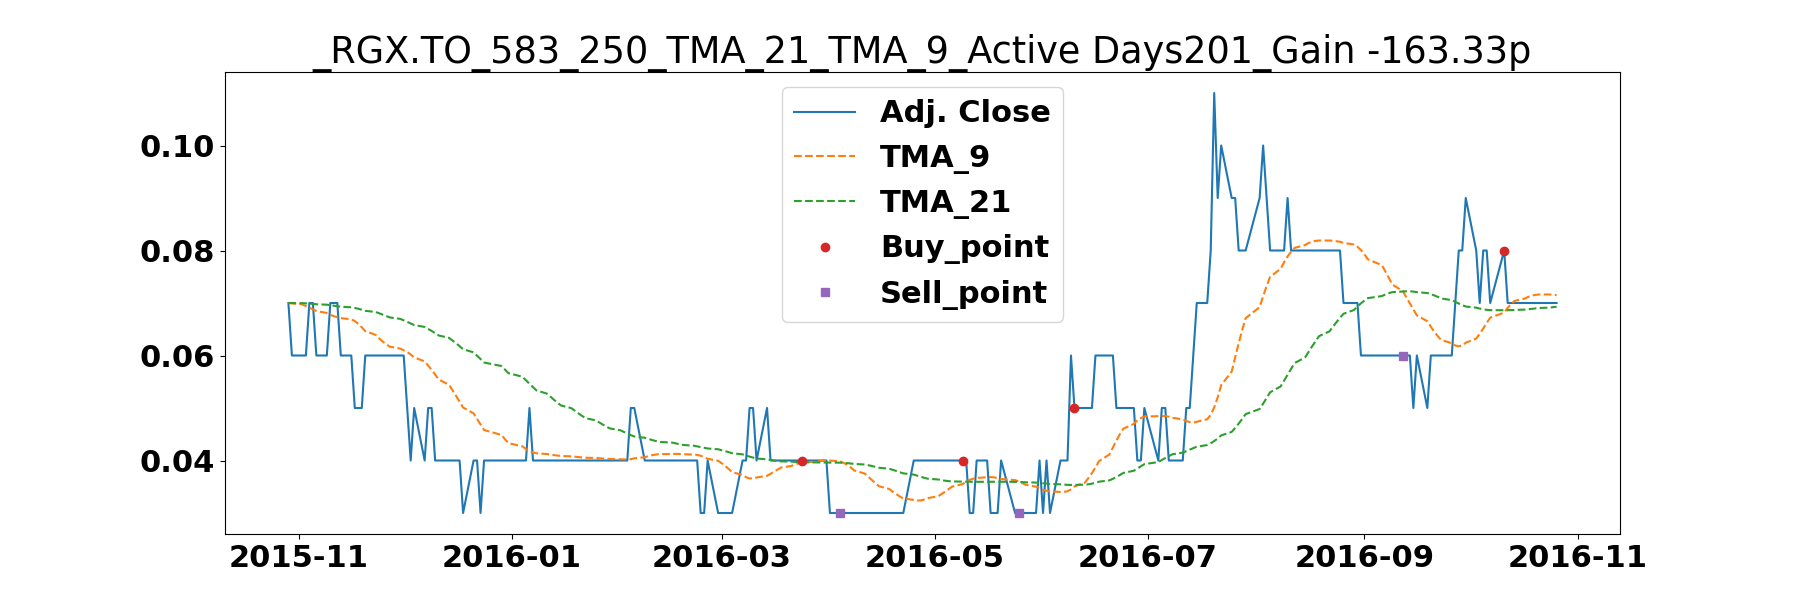 _RGX.TO_583_250_TMA_21_TMA_9_Active Days201_Gain -163.33p
Adj. Close
TMA_9
TMA_21
Buy_point
Sell_point
0.10
0.08
0.06
0.04
2015-11 2016-01 2016-03 2016-05 2016-07 2016-09 2016-11